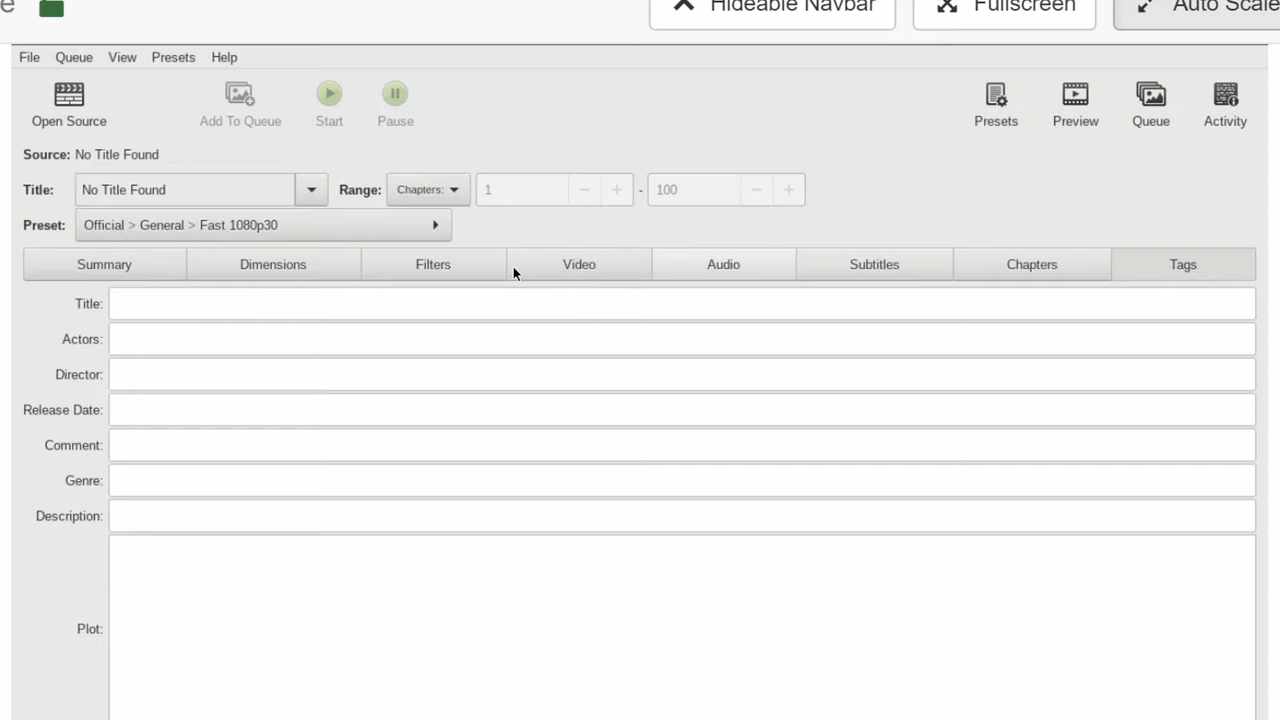 e Hideable Navbar Fullscreen Auto Scale
File Queue View Presets Help
Open Source Add To Queue Start Pause Presets Preview Queue Activity
Source: No Title Found
Title: No Title Found Range: Chapters: 1 - 100
Preset: Official > General > Fast 1080p30
Summary Dimensions Filters Video Audio Subtitles Chapters Tags
Title:
Actors:
Director:
Release Date:
Comment:
Genre:
Description:
Plot: